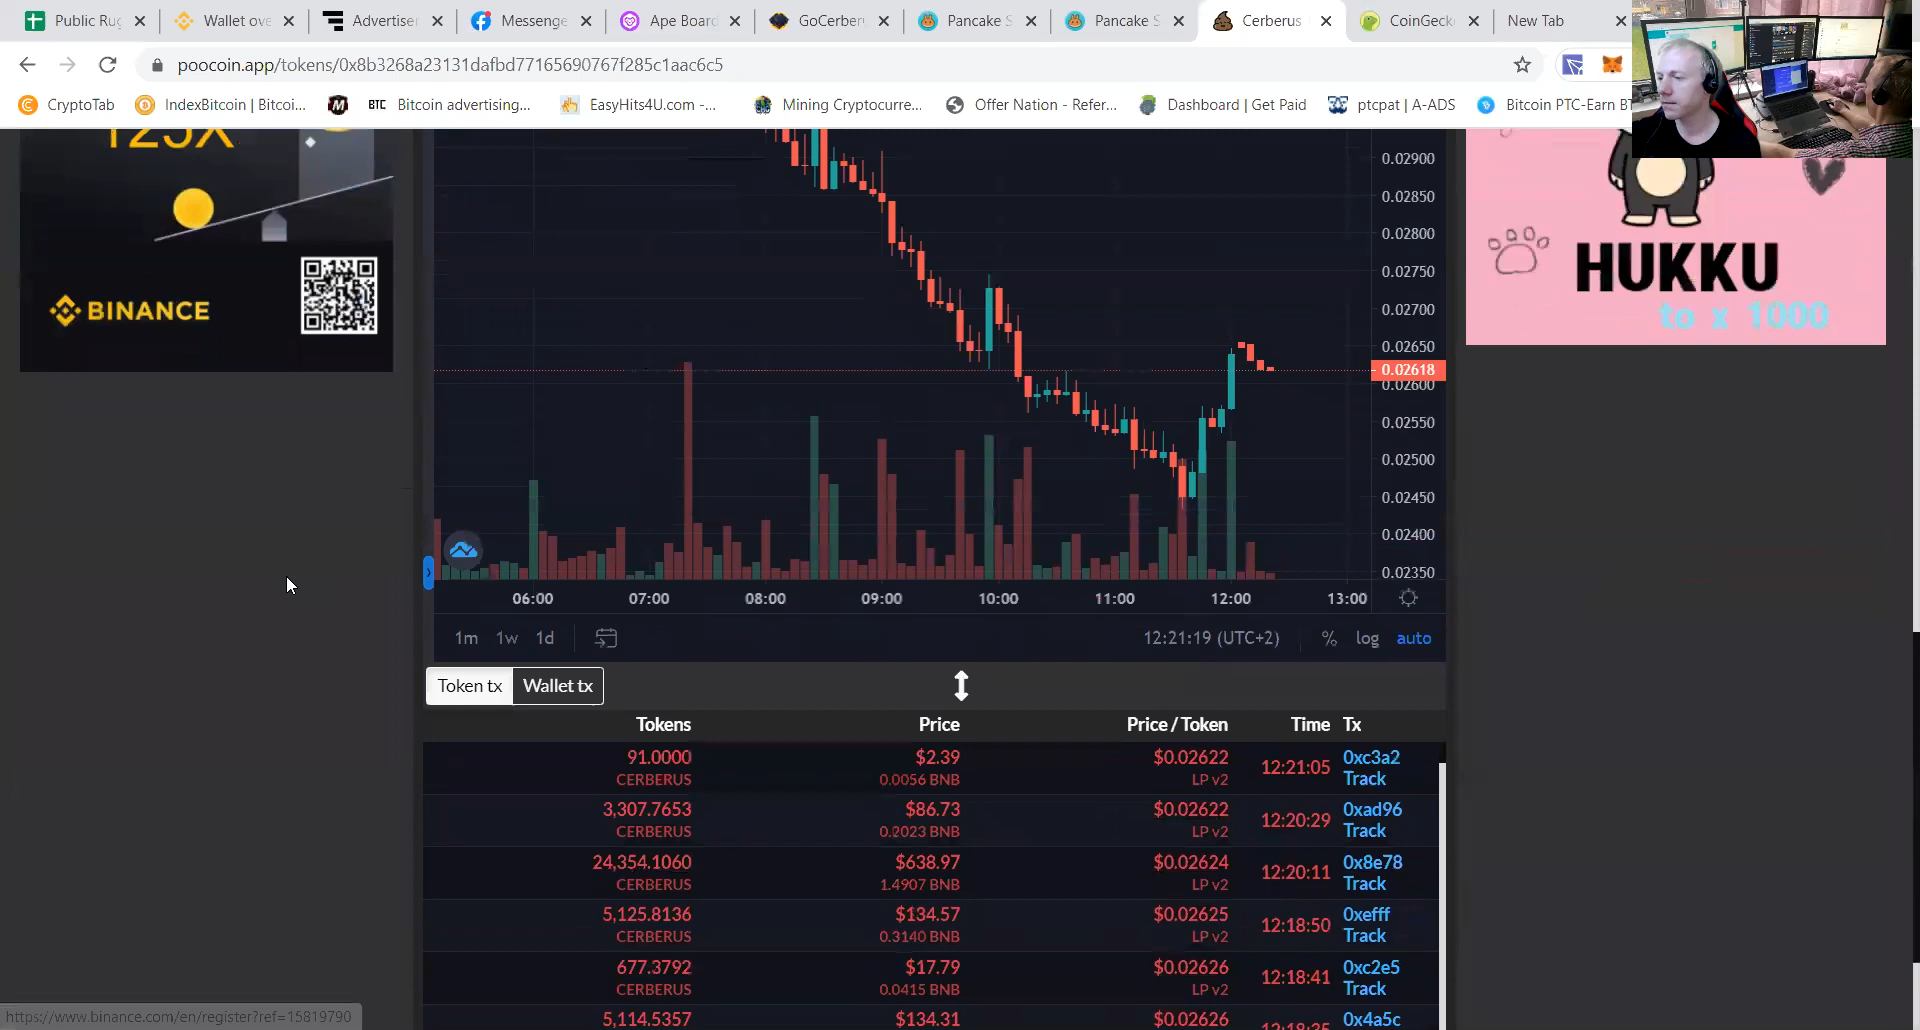 Public Rug
Wallet ove
Advertiser
Messenge
Ape Board
GoCerber
Pancake S
Pancake S
Cerberus
CoinGeck
New Tab
poocoin.app/tokens/0x8b3268a23131dafbd77165690767f285c1aac6c5
CryptoTab
IndexBitcoin | Bitcoi...
BTC Bitcoin advertising...
EasyHits4U.com -...
Mining Cryptocurre...
Offer Nation - Refer...
Dashboard | Get Paid
ptcpat | A-ADS
Bitcoin PTC-Earn BT
125X
BINANCE
HUKKU
to x 1000
0.02900
0.02850
0.02800
0.02750
0.02700
0.02650
0.02618
0.02600
0.02550
0.02500
0.02450
0.02400
0.02350
06:00 07:00 08:00 09:00 10:00 11:00 12:00 13:00
1m 1w 1d
12:21:19 (UTC+2) % log auto
Token tx Wallet tx
Tokens Price Price / Token Time Tx
91.0000 $2.39 $0.02622 12:21:05 0xc3a2
CERBERUS 0.0056 BNB LP v2 Track
3,307.7653 $86.73 $0.02622 12:20:29 0xad96
CERBERUS 0.2023 BNB LP v2 Track
24,354.1060 $638.97 $0.02624 12:20:11 0x8e78
CERBERUS 1.4907 BNB LP v2 Track
5,125.8136 $134.57 $0.02625 12:18:50 0xefff
CERBERUS 0.3140 BNB LP v2 Track
677.3792 $17.79 $0.02626 12:18:41 0xc2e5
CERBERUS 0.0415 BNB LP v2 Track
5,114.5357 $134.31 $0.02626 12:18:35 0x4a5c
https://www.binance.com/en/register?ref=15819790